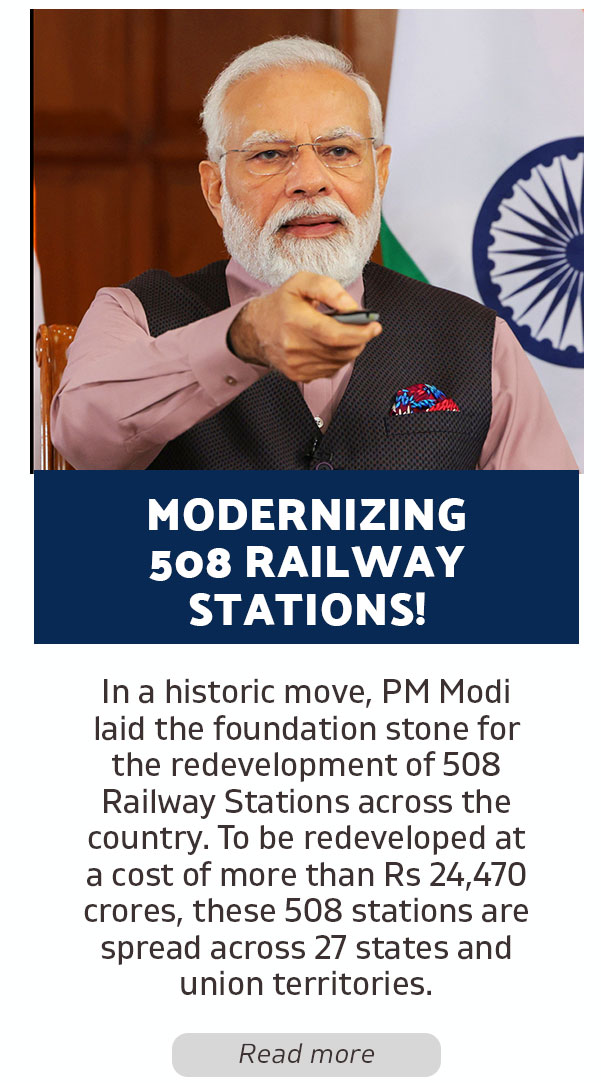 MODERNIZING
508 RAILWAY
STATIONS!
In a historic move, PM Modi
laid the foundation stone for
the redevelopment of 508
Railway Stations across the
country. To be redeveloped at
a cost of more than Rs 24,470
crores, these 508 stations are
spread across 27 states and
union territories.
Read more